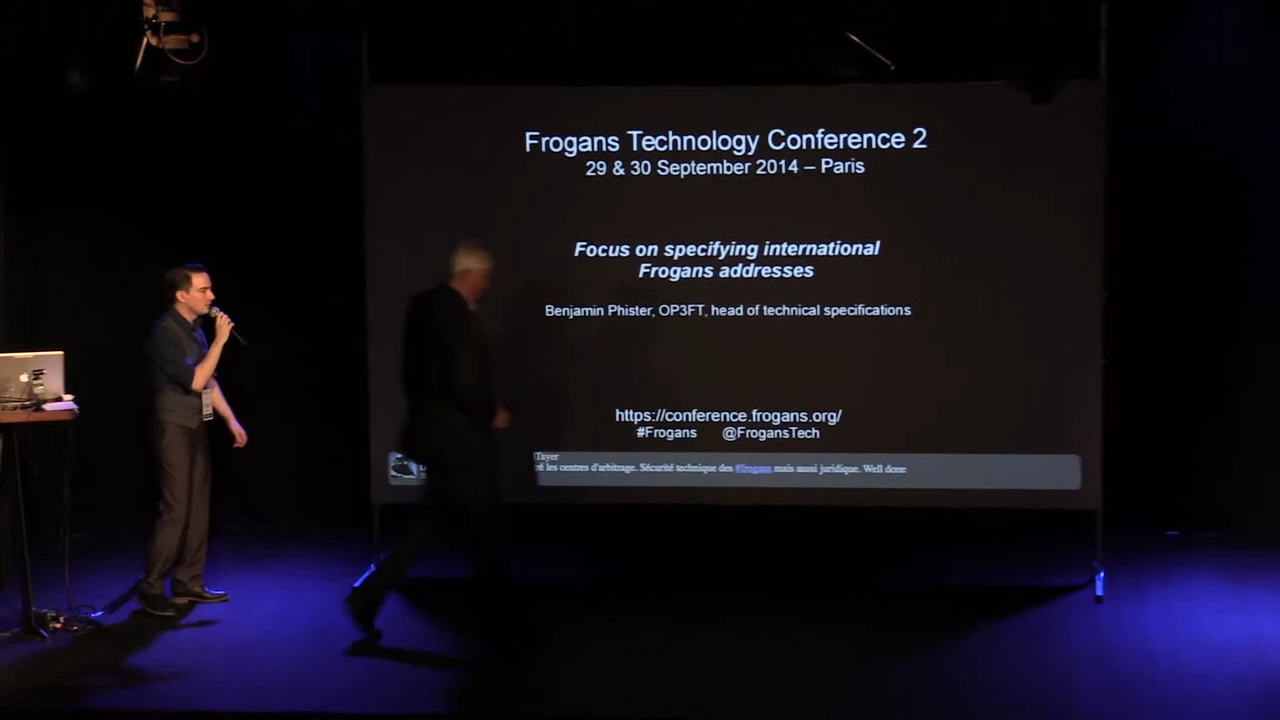 Frogans Technology Conference 2
29 & 30 September 2014 – Paris
Focus on specifying international
Frogans addresses
Benjamin Phister, OP3FT, head of technical specifications
https://conference.frogans.org/
#Frogans @FrogansTech
Tayer
les centres d'arbitrage. Sécurité technique des #frogans mais aussi juridique. Well done